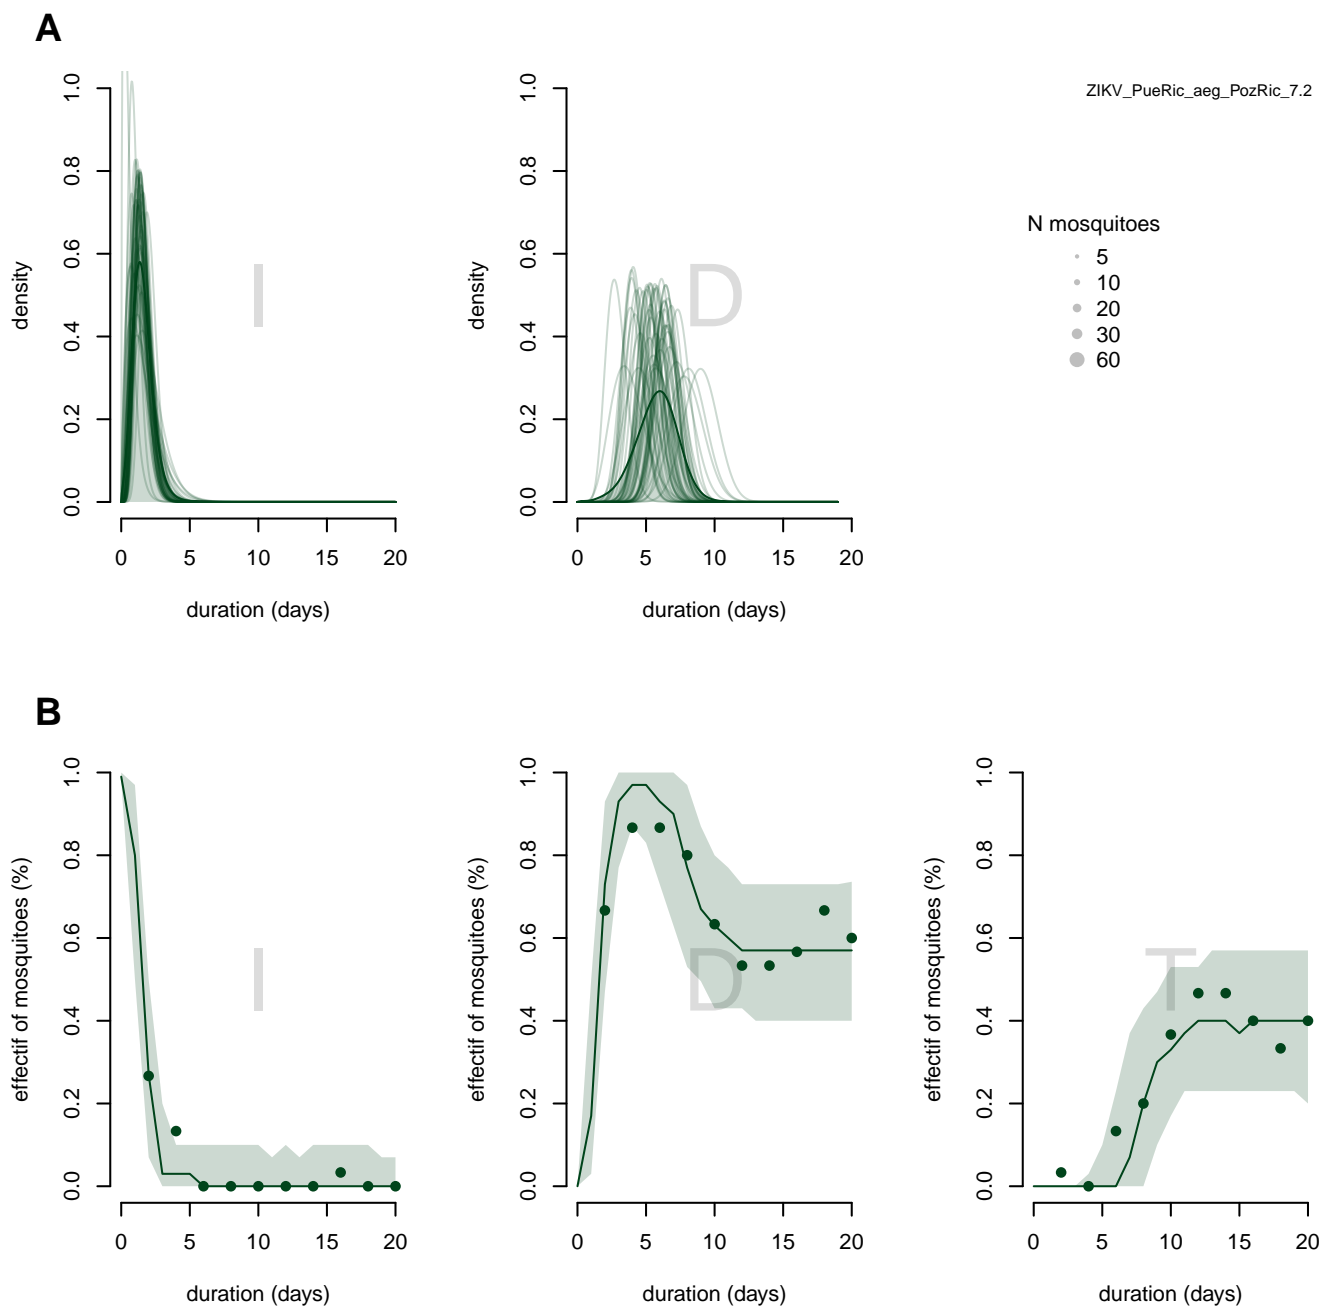 A
ZIKV_PueRic_aeg_PozRic_7.2
density
0.0 0.2 0.4 0.6 0.8 1.0
I
0 5 10 15 20
duration (days)
density
0.0 0.2 0.4 0.6 0.8 1.0
D
0 5 10 15 20
duration (days)
N mosquitoes
5
10
20
30
60
B
effectif of mosquitoes (%)
0.0 0.2 0.4 0.6 0.8 1.0
I
0 5 10 15 20
duration (days)
effectif of mosquitoes (%)
0.0 0.2 0.4 0.6 0.8 1.0
D
0 5 10 15 20
duration (days)
effectif of mosquitoes (%)
0.0 0.2 0.4 0.6 0.8 1.0
T
0 5 10 15 20
duration (days)